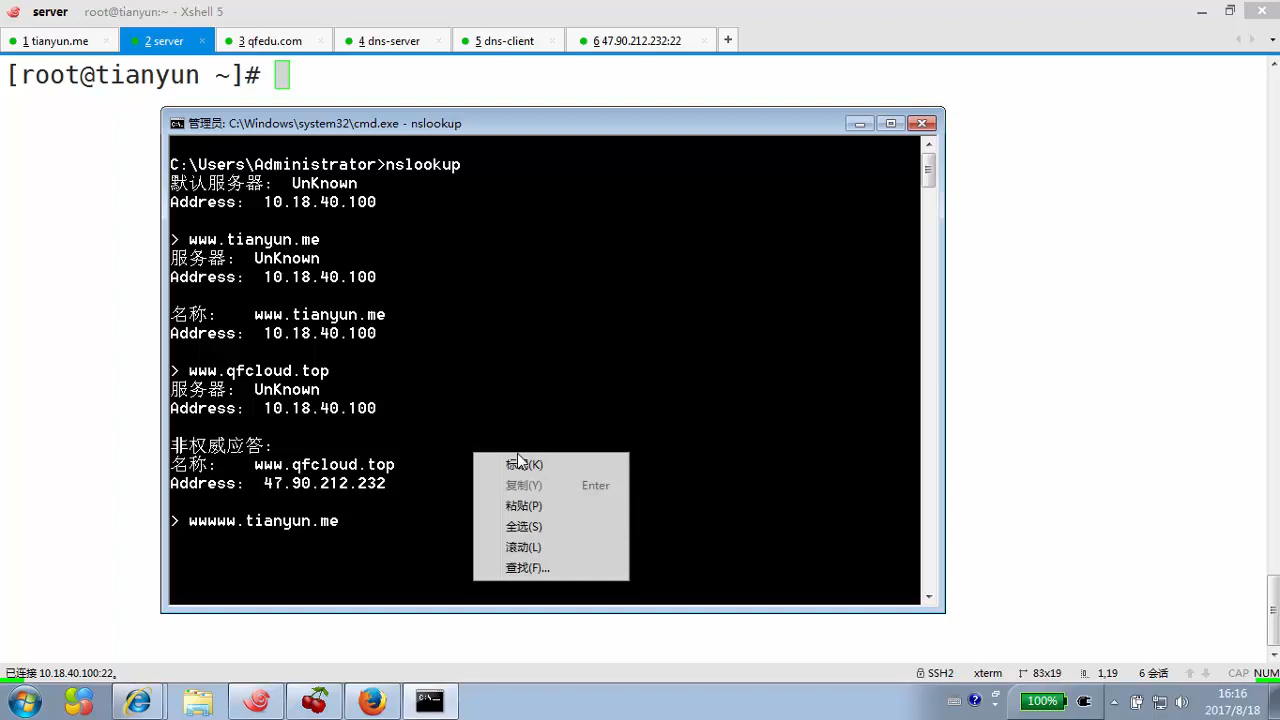 server root@tianyun:~ - Xshell 5
1 tianyun.me × 2 server × 3 qfedu.com × 4 dns-server × 5 dns-client × 6 47.90.212.232:22 × +
[root@tianyun ~]#
管理员: C:\Windows\system32\cmd.exe - nslookup
C:\Users\Administrator>nslookup
默认服务器:  UnKnown
Address:  10.18.40.100
> www.tianyun.me
服务器:  UnKnown
Address:  10.18.40.100
名称:    www.tianyun.me
Address:  10.18.40.100
> www.qfcloud.top
服务器:  UnKnown
Address:  10.18.40.100
非权威应答:
名称:    www.qfcloud.top
Address:  47.90.212.232
> wwwww.tianyun.me
(K)
复制(Y) Enter
粘贴(P)
全选(S)
滚动(L)
查找(F)...
已连接 10.18.40.100:22。 SSH2 xterm 83x19 1,19 6 会话 CAP NUM
100%
16:16
2017/8/18